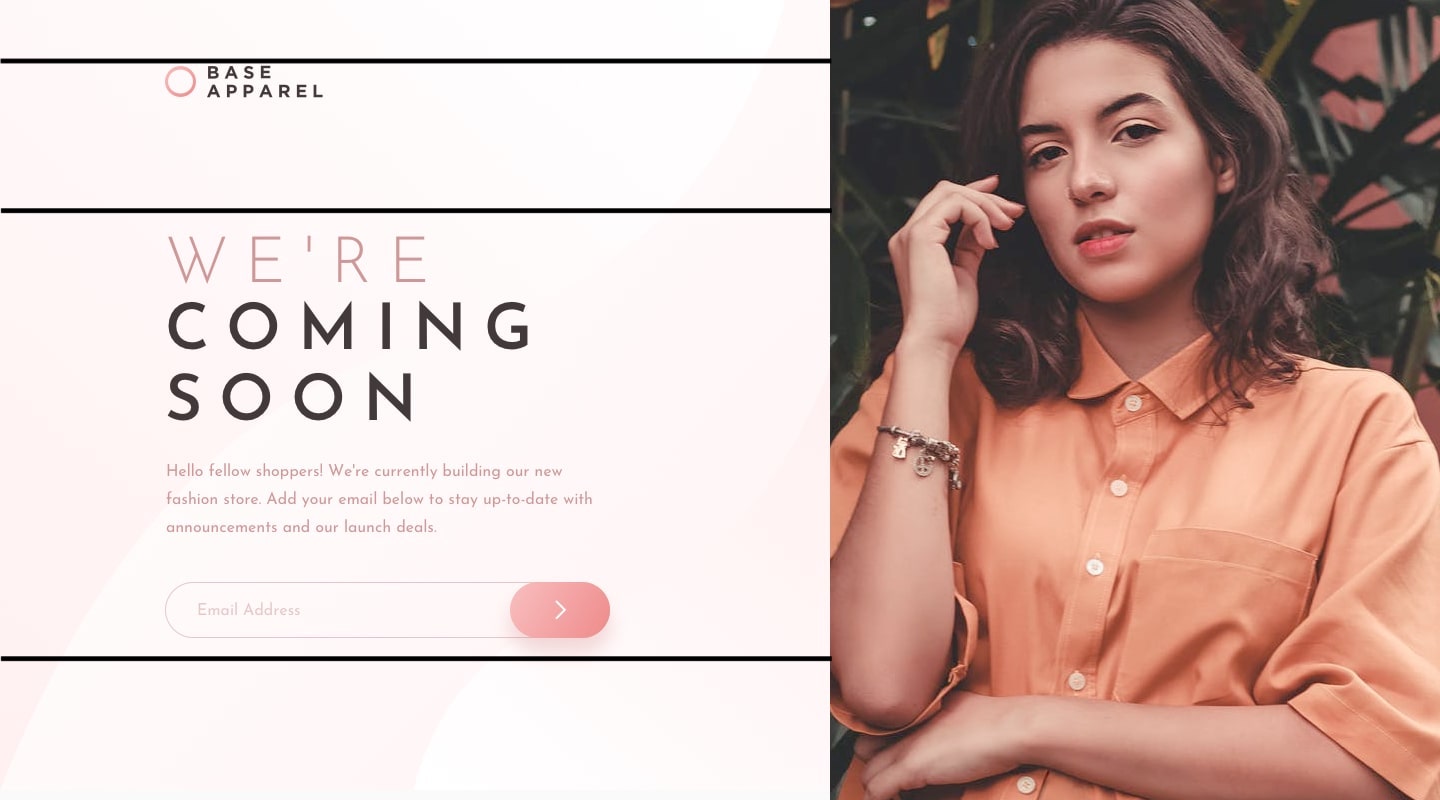 BASE
APPAREL
WE'RE
COMING
SOON
Hello fellow shoppers! We're currently building our new
fashion store. Add your email below to stay up-to-date with
announcements and our launch deals.
Email Address